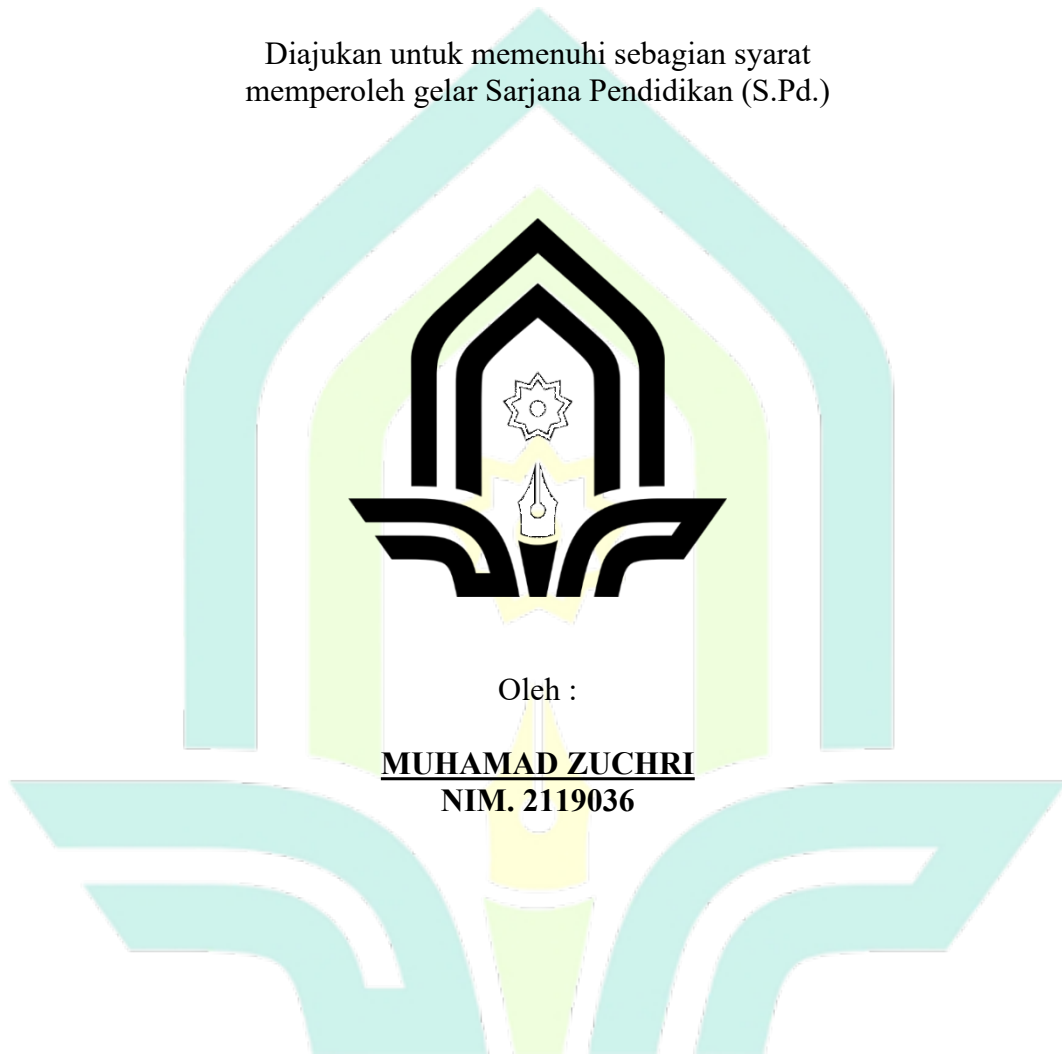 Diajukan untuk memenuhi sebagian syarat
memperoleh gelar Sarjana Pendidikan (S.Pd.)
Oleh :
MUHAMAD ZUCHRI
NIM. 2119036